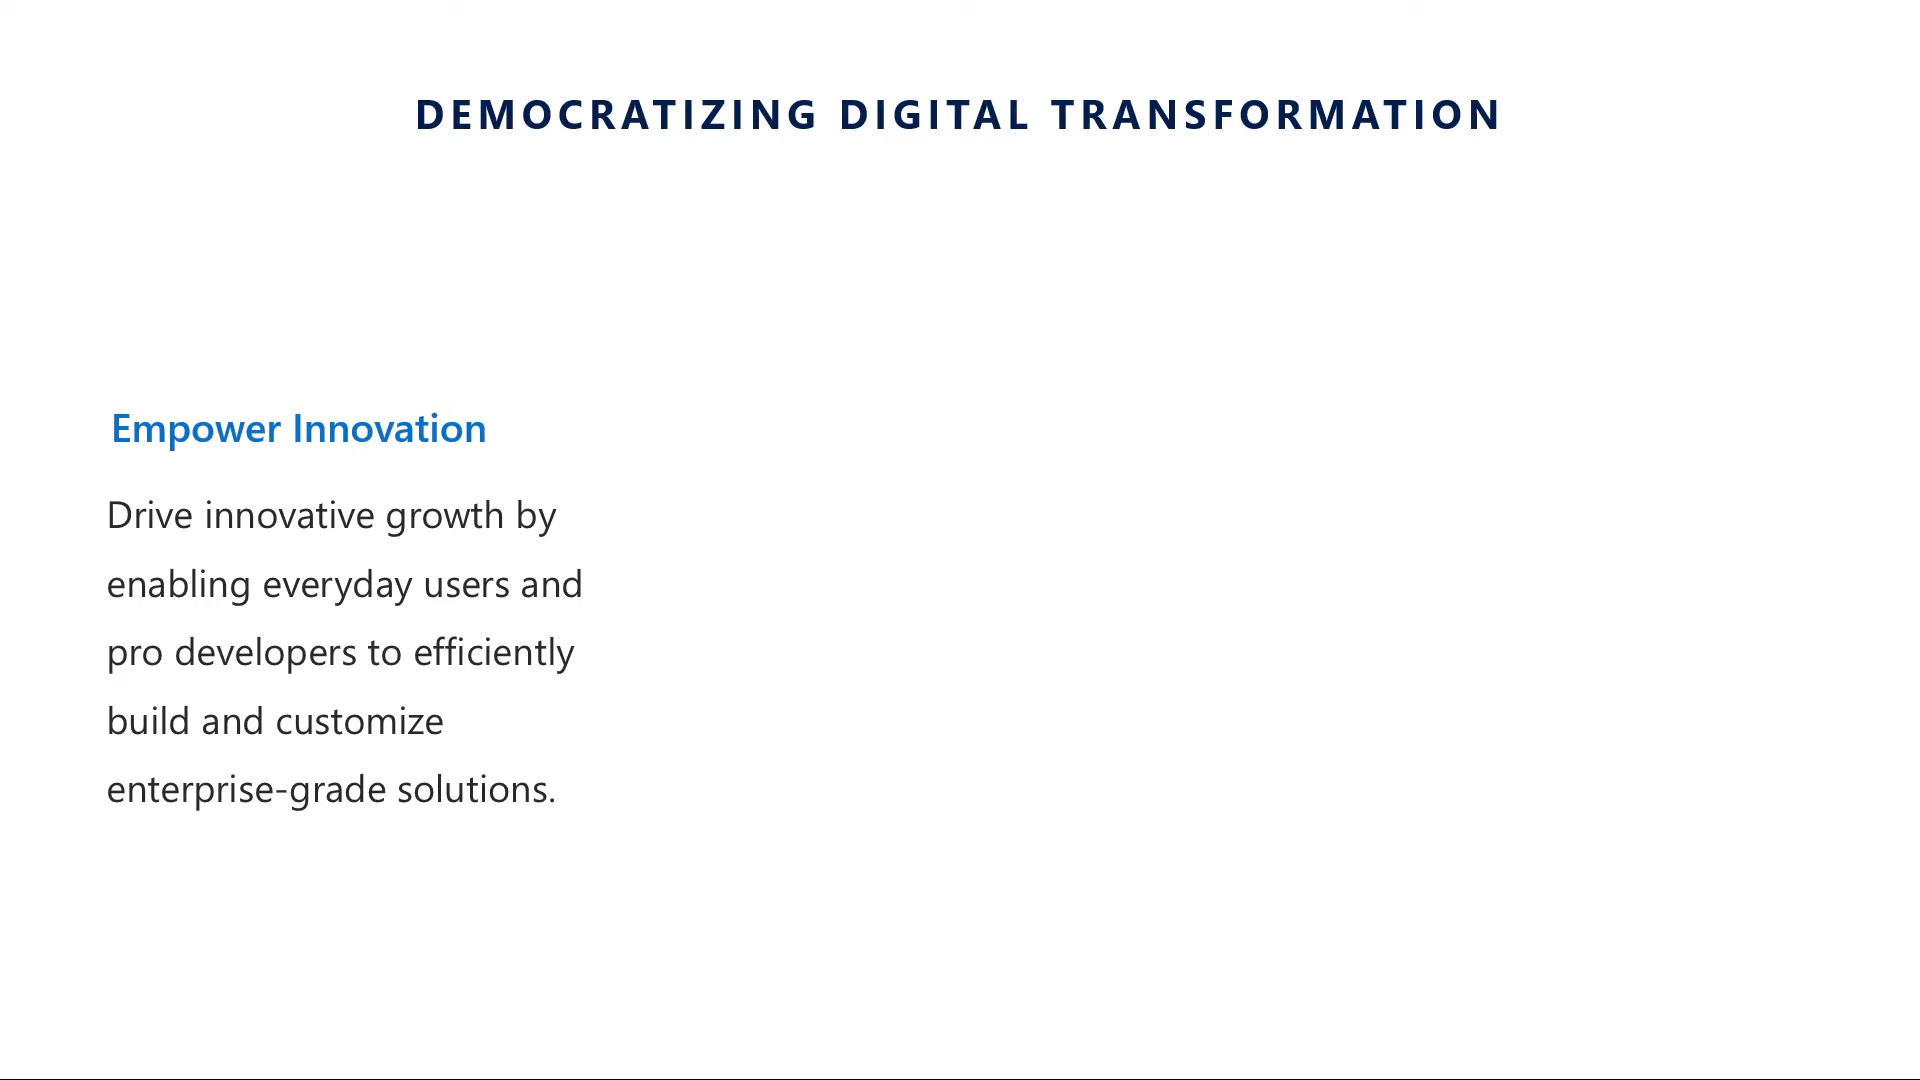 DEMOCRATIZING DIGITAL TRANSFORMATION
Empower Innovation
Drive innovative growth by
enabling everyday users and
pro developers to efficiently
build and customize
enterprise-grade solutions.